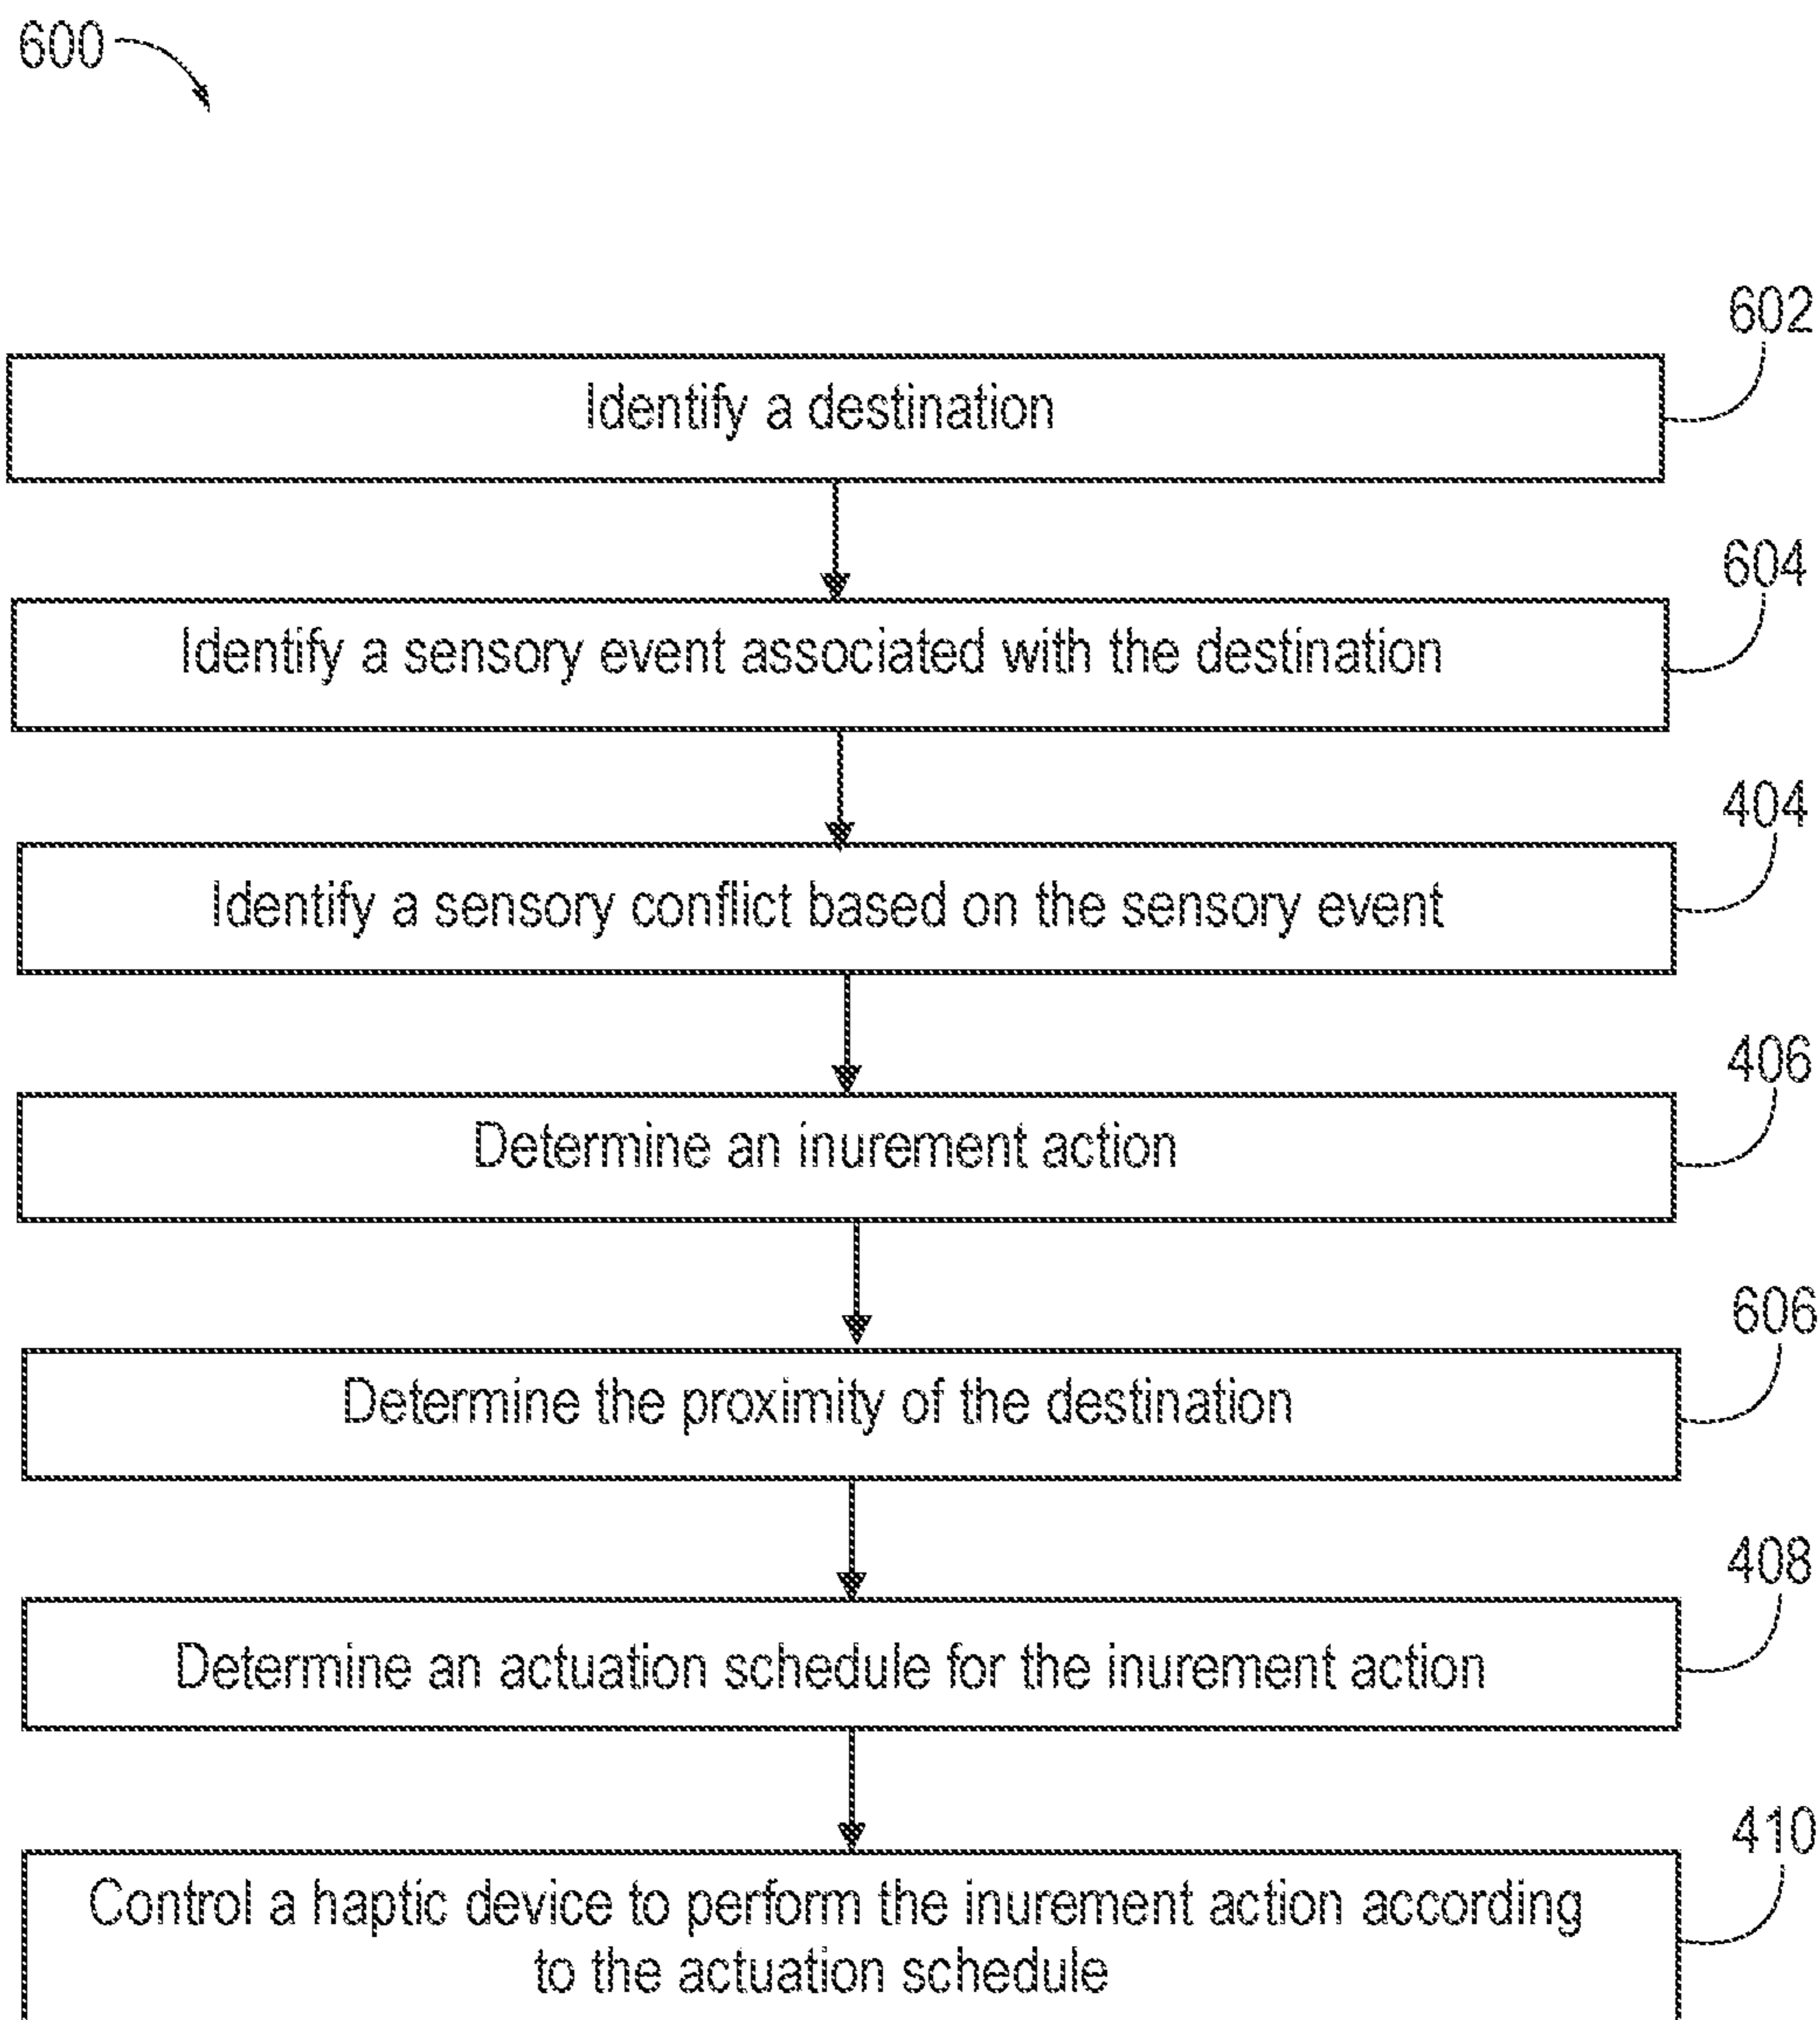 600
602
Identify a destination
604
Identify a sensory event associated with the destination
404
Identify a sensory conflict based on the sensory event
406
Determine an inurement action
606
Determine the proximity of the destination
408
Determine an actuation schedule for the inurement action
410
Control a haptic device to perform the inurement action according
to the actuation schedule